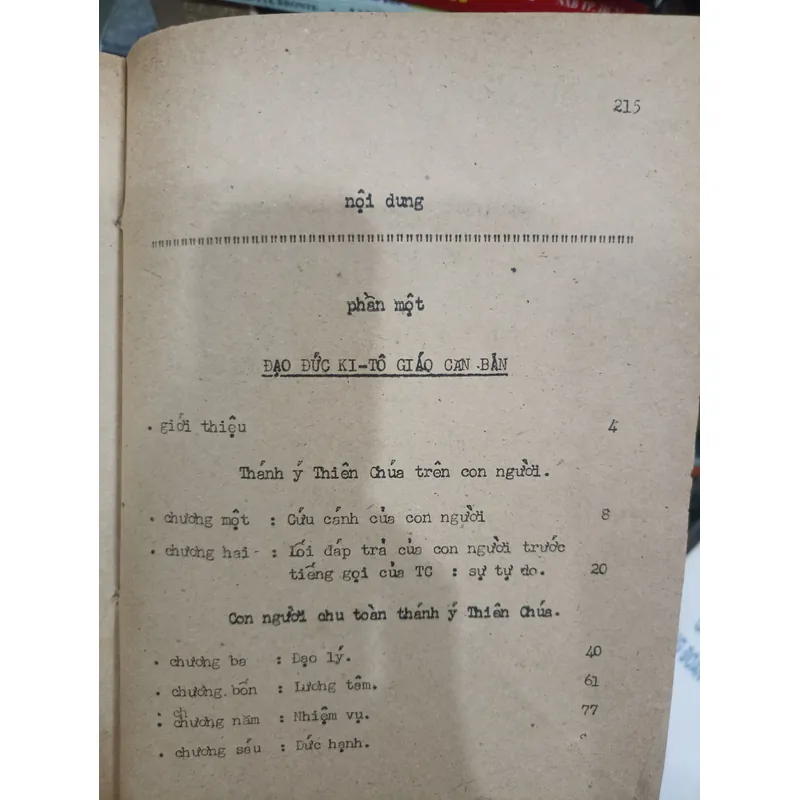 215
nội dung
""""""""""""""""""""""""""""""""""""""""""""""""""""""
phần một
ĐẠO ĐỨC KI-TÔ GIÁO CAN BẢN
. giới thiệu 4
Thánh ý Thiên Chúa trên con người.
. chương một : Cứu cánh của con người 8
. chương hai : Lối đáp trả của con người trước
tiếng gọi của TC : sự tự do. 20
Con người chu toàn thánh ý Thiên Chúa.
. chương ba : Đạo lý. 40
. chương bốn : Lương tâm. 61
. chương năm : Nhiệm vụ. 77
. chương sáu : Đức hạnh.